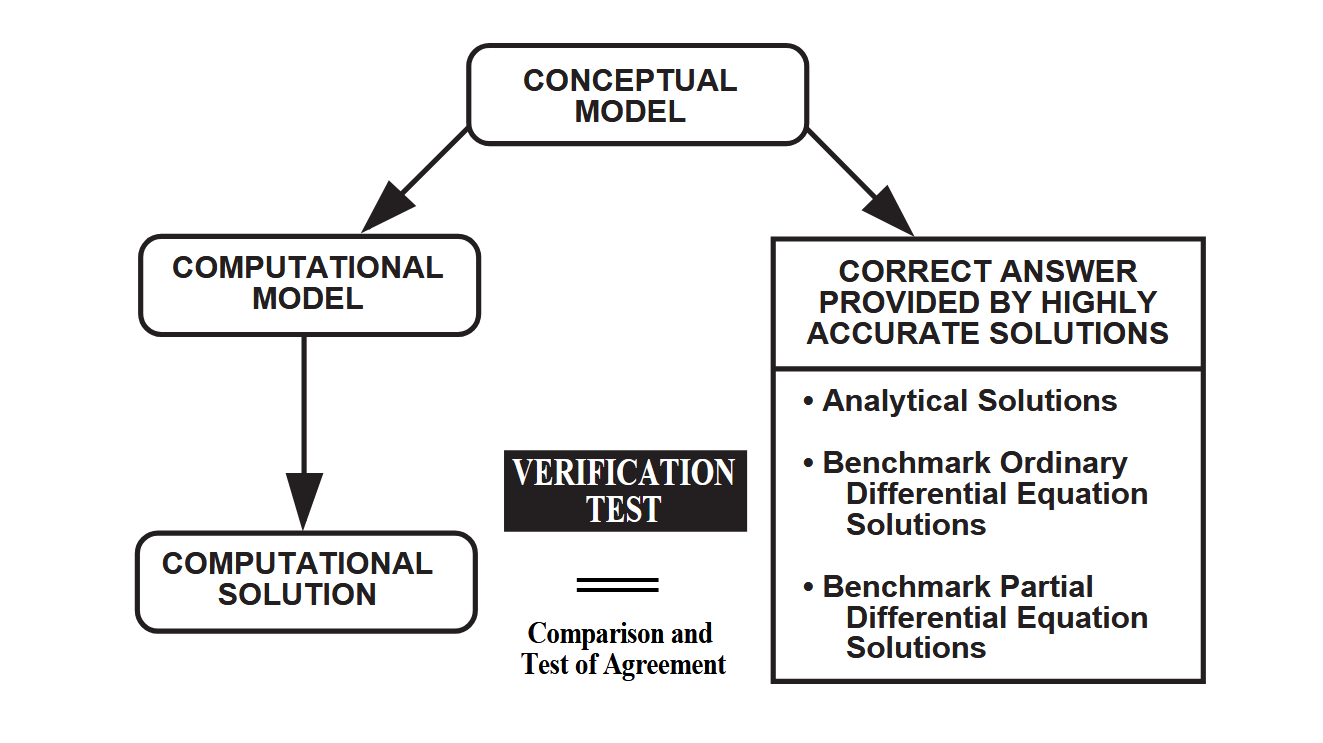 CONCEPTUAL
MODEL
COMPUTATIONAL
MODEL
COMPUTATIONAL
SOLUTION
VERIFICATION
TEST
Comparison and
Test of Agreement
CORRECT ANSWER
PROVIDED BY HIGHLY
ACCURATE SOLUTIONS
• Analytical Solutions
• Benchmark Ordinary
Differential Equation
Solutions
• Benchmark Partial
Differential Equation
Solutions